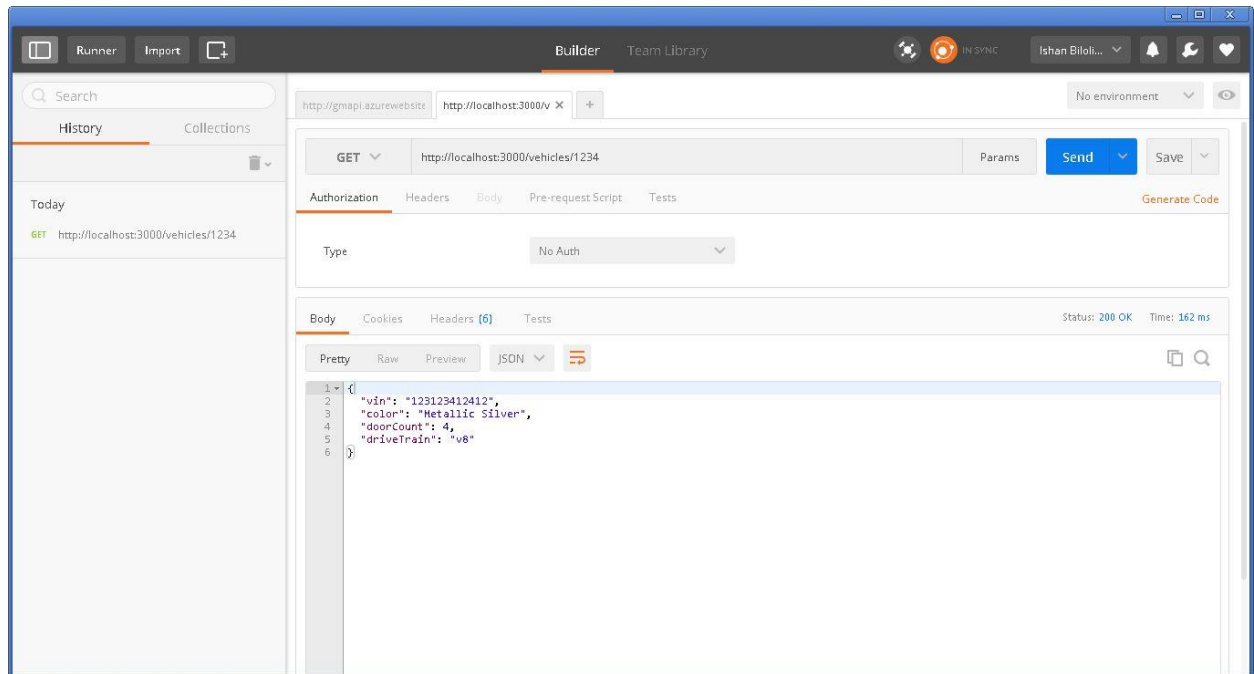 Runner Import Builder Team Library IN SYNC Ishan Biloli...
Search
History Collections
Today
GET http://localhost:3000/vehicles/1234
http://gmapi.azurewebsite http://localhost:3000/v + No environment
GET http://localhost:3000/vehicles/1234 Params Send Save
Authorization Headers Body Pre-request Script Tests Generate Code
Type No Auth
Body Cookies Headers [6] Tests Status: 200 OK Time: 162 ms
Pretty Raw Preview JSON
1 {
2 "vin": "123123412412",
3 "color": "Metallic Silver",
4 "doorCount": 4,
5 "driveTrain": "v8"
6 }